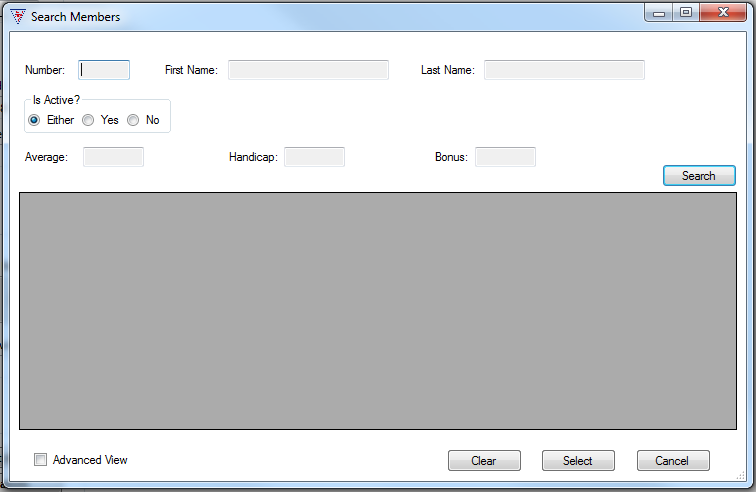 Search Members
Number: First Name: Last Name:
Is Active?
Either Yes No
Average: Handicap: Bonus:
Search
Advanced View Clear Select Cancel